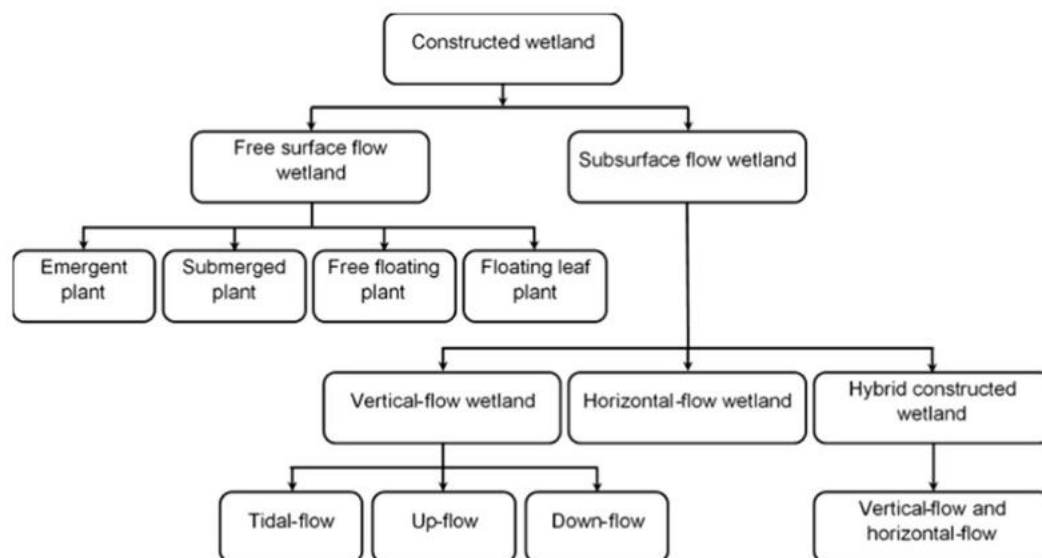 Constructed wetland
Free surface flow
wetland
Subsurface flow wetland
Emergent
plant
Submerged
plant
Free floating
plant
Floating leaf
plant
Vertical-flow wetland
Horizontal-flow wetland
Hybrid constructed
wetland
Tidal-flow
Up-flow
Down-flow
Vertical-flow and
horizontal-flow